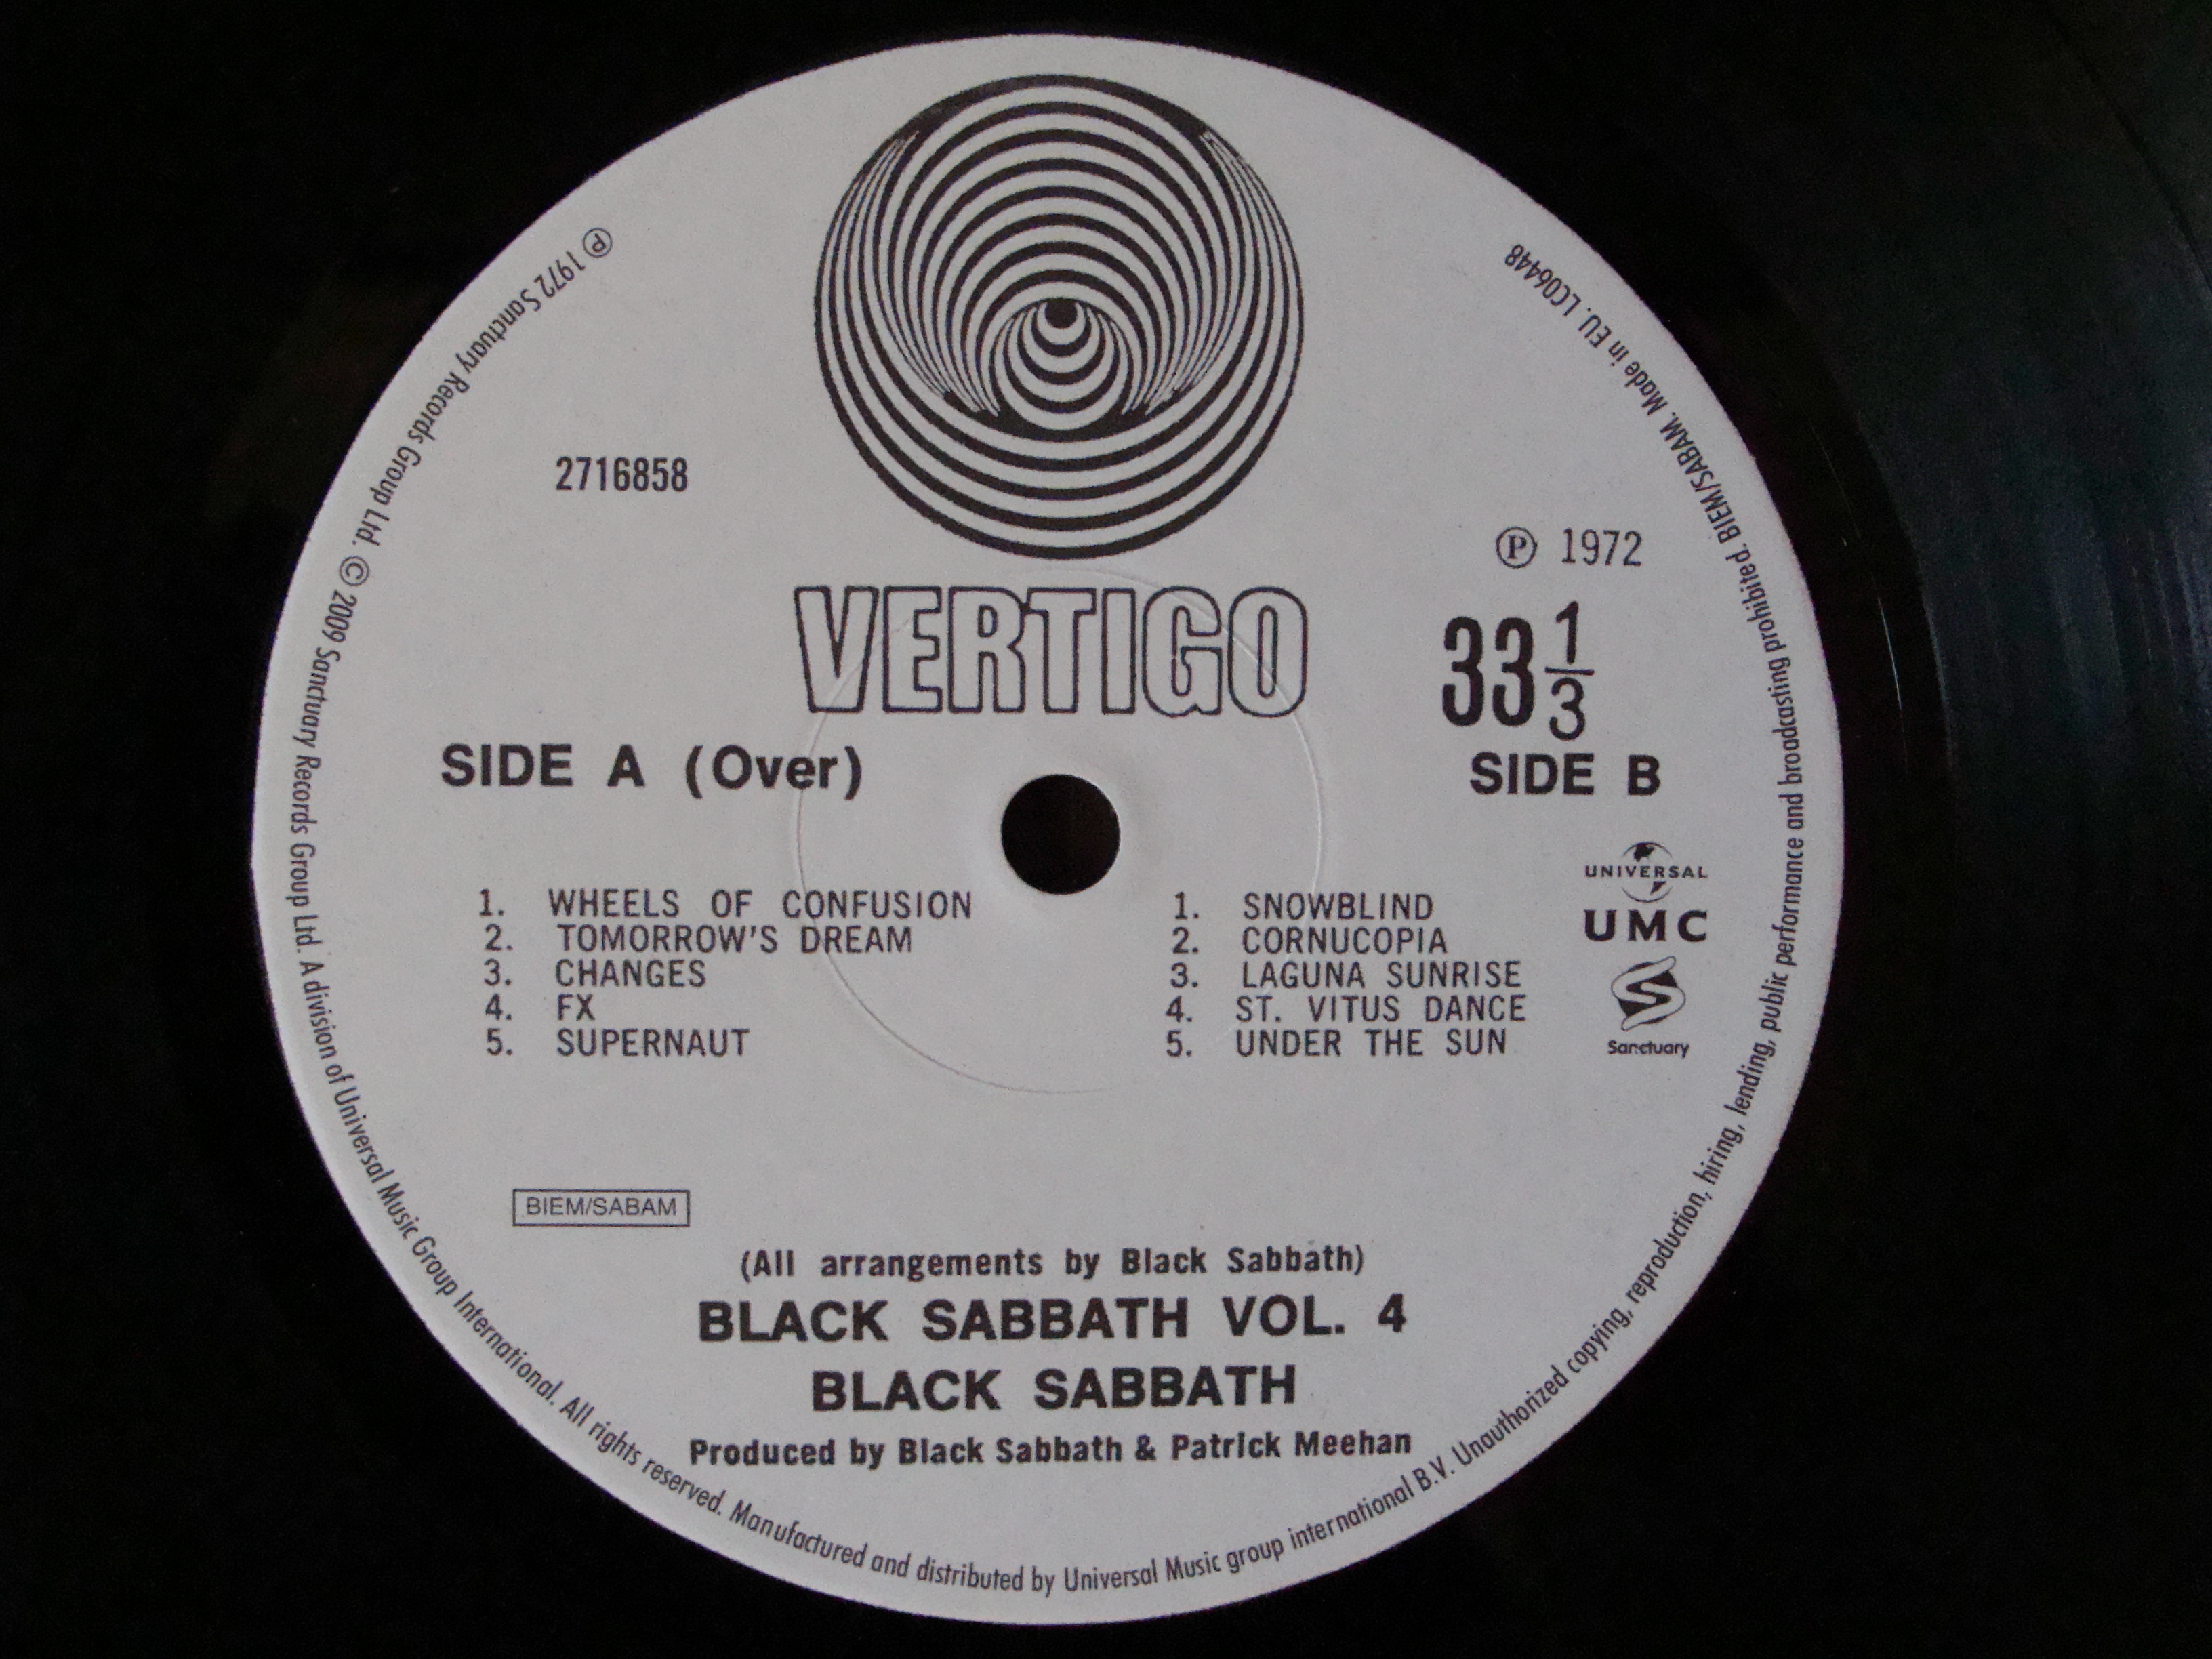 2716858
VERTIGO
℗ 1972
33 1/3
SIDE A (Over)
1. WHEELS OF CONFUSION
2. TOMORROW'S DREAM
3. CHANGES
4. FX
5. SUPERNAUT
SIDE B
1. SNOWBLIND
2. CORNUCOPIA
3. LAGUNA SUNRISE
4. ST. VITUS DANCE
5. UNDER THE SUN
UNIVERSAL
UMC
Sanctuary
BIEM/SABAM
(All arrangements by Black Sabbath)
BLACK SABBATH VOL. 4
BLACK SABBATH
Produced by Black Sabbath & Patrick Meehan
℗ 1972 Sanctuary Records Group Ltd. © 2009 Sanctuary Records Group Ltd. A division of Universal Music Group International. All rights reserved. Manufactured and distributed by Universal Music group international B.V. Unauthorized copying, reproduction, hiring, lending, public performance and broadcasting prohibited. BIEM/SABAM. Made in EU. LC06448